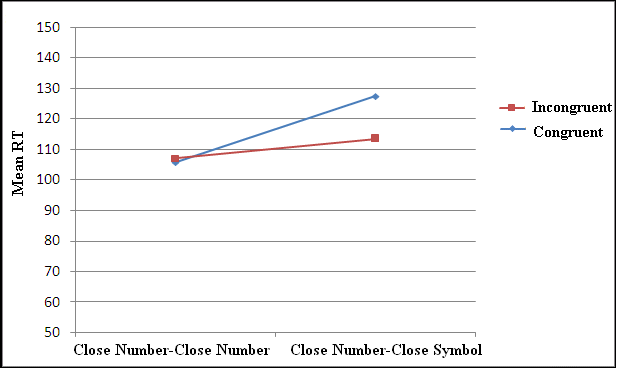 150
140
130
120
110
100
90
80
70
60
50
Mean RT
Close Number-Close Number
Close Number-Close Symbol
Incongruent
Congruent